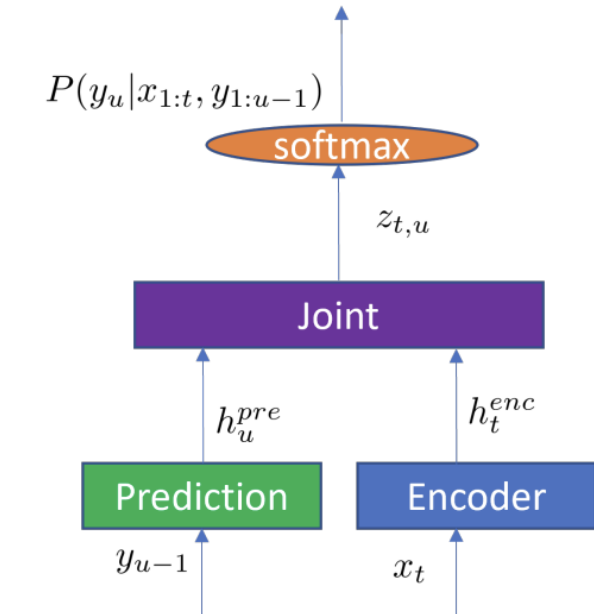 P(y_u|x_{1:t}, y_{1:u-1})
softmax
z_{t,u}
Joint
h_u^{pre} h_t^{enc}
Prediction Encoder
y_{u-1} x_t